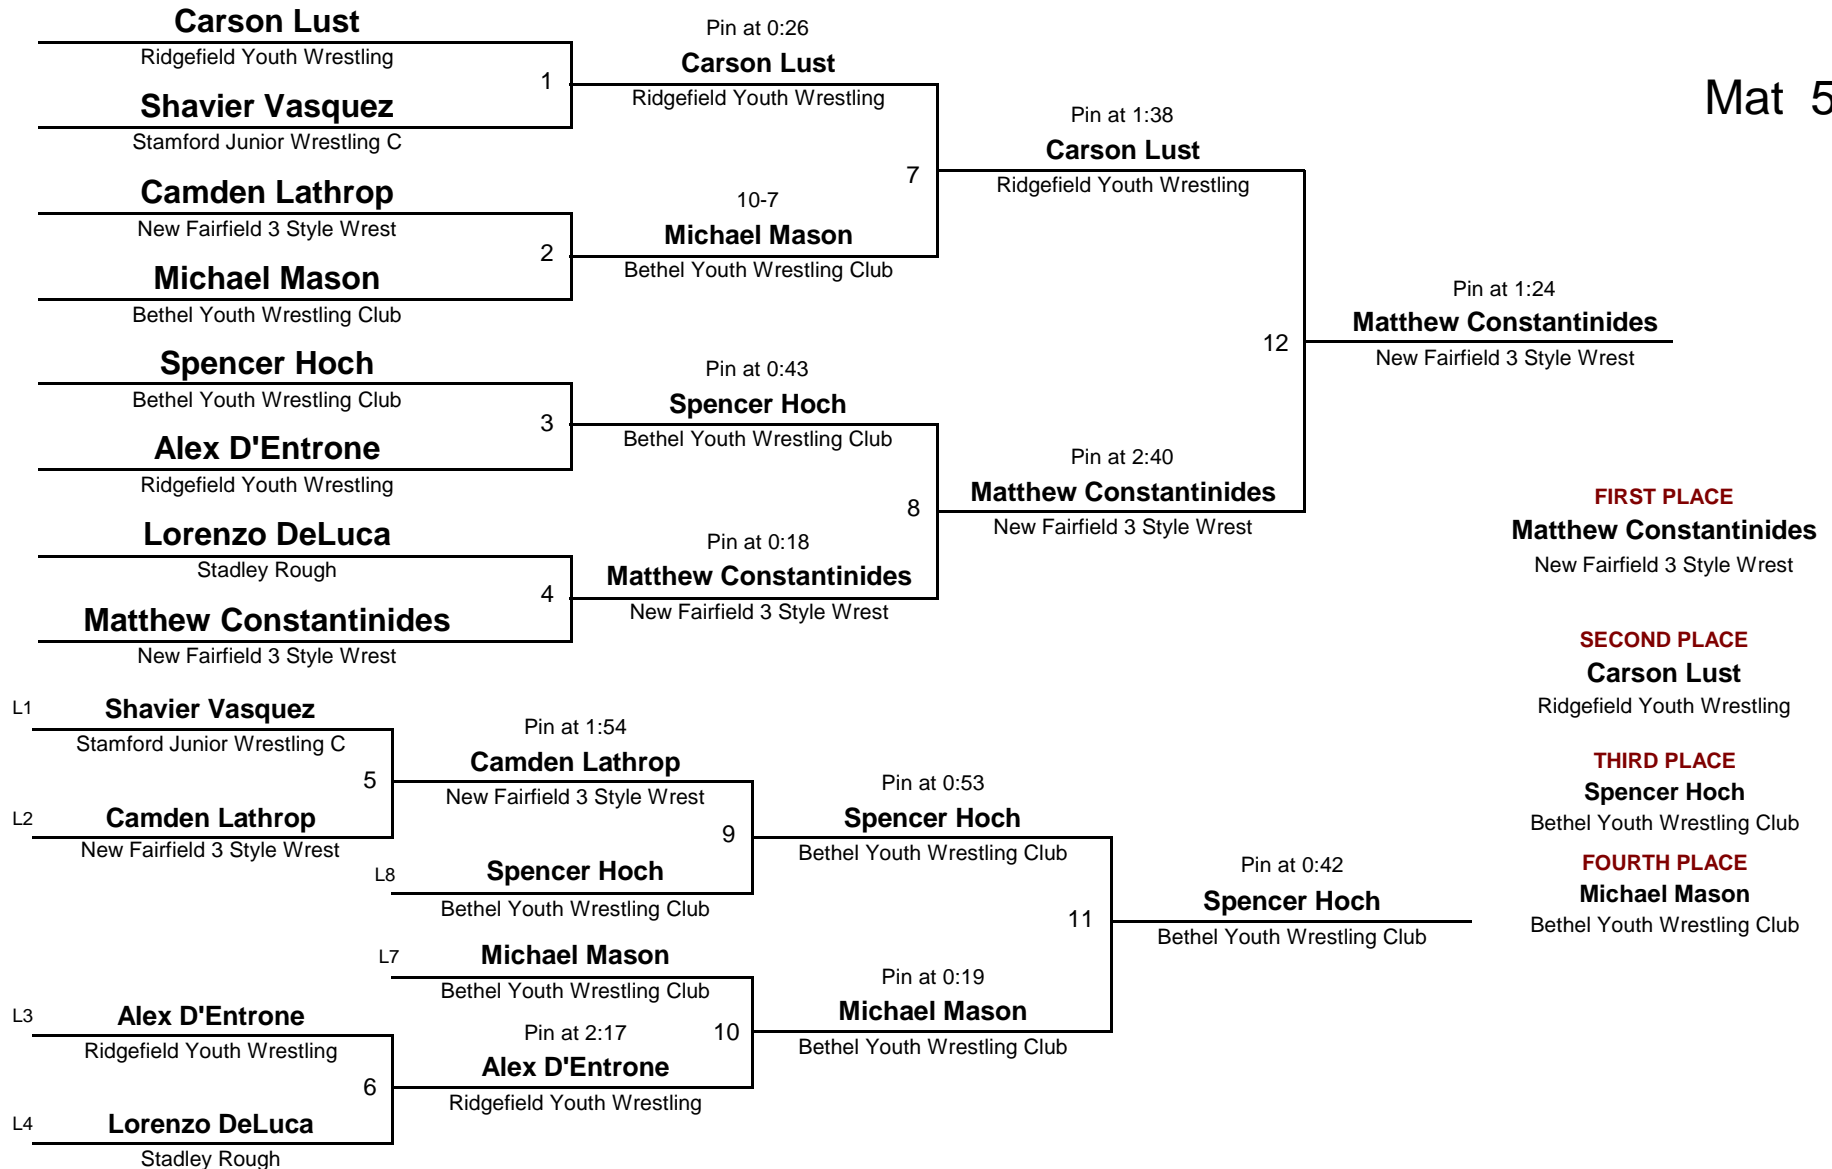 Carson Lust
Ridgefield Youth Wrestling
1
Shavier Vasquez
Stamford Junior Wrestling C
Camden Lathrop
New Fairfield 3 Style Wrest
2
Michael Mason
Bethel Youth Wrestling Club
Spencer Hoch
Bethel Youth Wrestling Club
3
Alex D'Entrone
Ridgefield Youth Wrestling
Lorenzo DeLuca
Stadley Rough
4
Matthew Constantinides
New Fairfield 3 Style Wrest
Pin at 0:26
Carson Lust
Ridgefield Youth Wrestling
7
10-7
Michael Mason
Bethel Youth Wrestling Club
Pin at 0:43
Spencer Hoch
Bethel Youth Wrestling Club
8
Pin at 0:18
Matthew Constantinides
New Fairfield 3 Style Wrest
Pin at 1:38
Carson Lust
Ridgefield Youth Wrestling
12
Pin at 2:40
Matthew Constantinides
New Fairfield 3 Style Wrest
Pin at 1:24
Matthew Constantinides
New Fairfield 3 Style Wrest
Mat 5
L1
Shavier Vasquez
Stamford Junior Wrestling C
5
L2
Camden Lathrop
New Fairfield 3 Style Wrest
L3
Alex D'Entrone
Ridgefield Youth Wrestling
6
L4
Lorenzo DeLuca
Stadley Rough
Pin at 1:54
Camden Lathrop
New Fairfield 3 Style Wrest
9
L8
Spencer Hoch
Bethel Youth Wrestling Club
L7
Michael Mason
Bethel Youth Wrestling Club
10
Pin at 2:17
Alex D'Entrone
Ridgefield Youth Wrestling
Pin at 0:53
Spencer Hoch
Bethel Youth Wrestling Club
11
Pin at 0:19
Michael Mason
Bethel Youth Wrestling Club
Pin at 0:42
Spencer Hoch
Bethel Youth Wrestling Club
FIRST PLACE
Matthew Constantinides
New Fairfield 3 Style Wrest
SECOND PLACE
Carson Lust
Ridgefield Youth Wrestling
THIRD PLACE
Spencer Hoch
Bethel Youth Wrestling Club
FOURTH PLACE
Michael Mason
Bethel Youth Wrestling Club